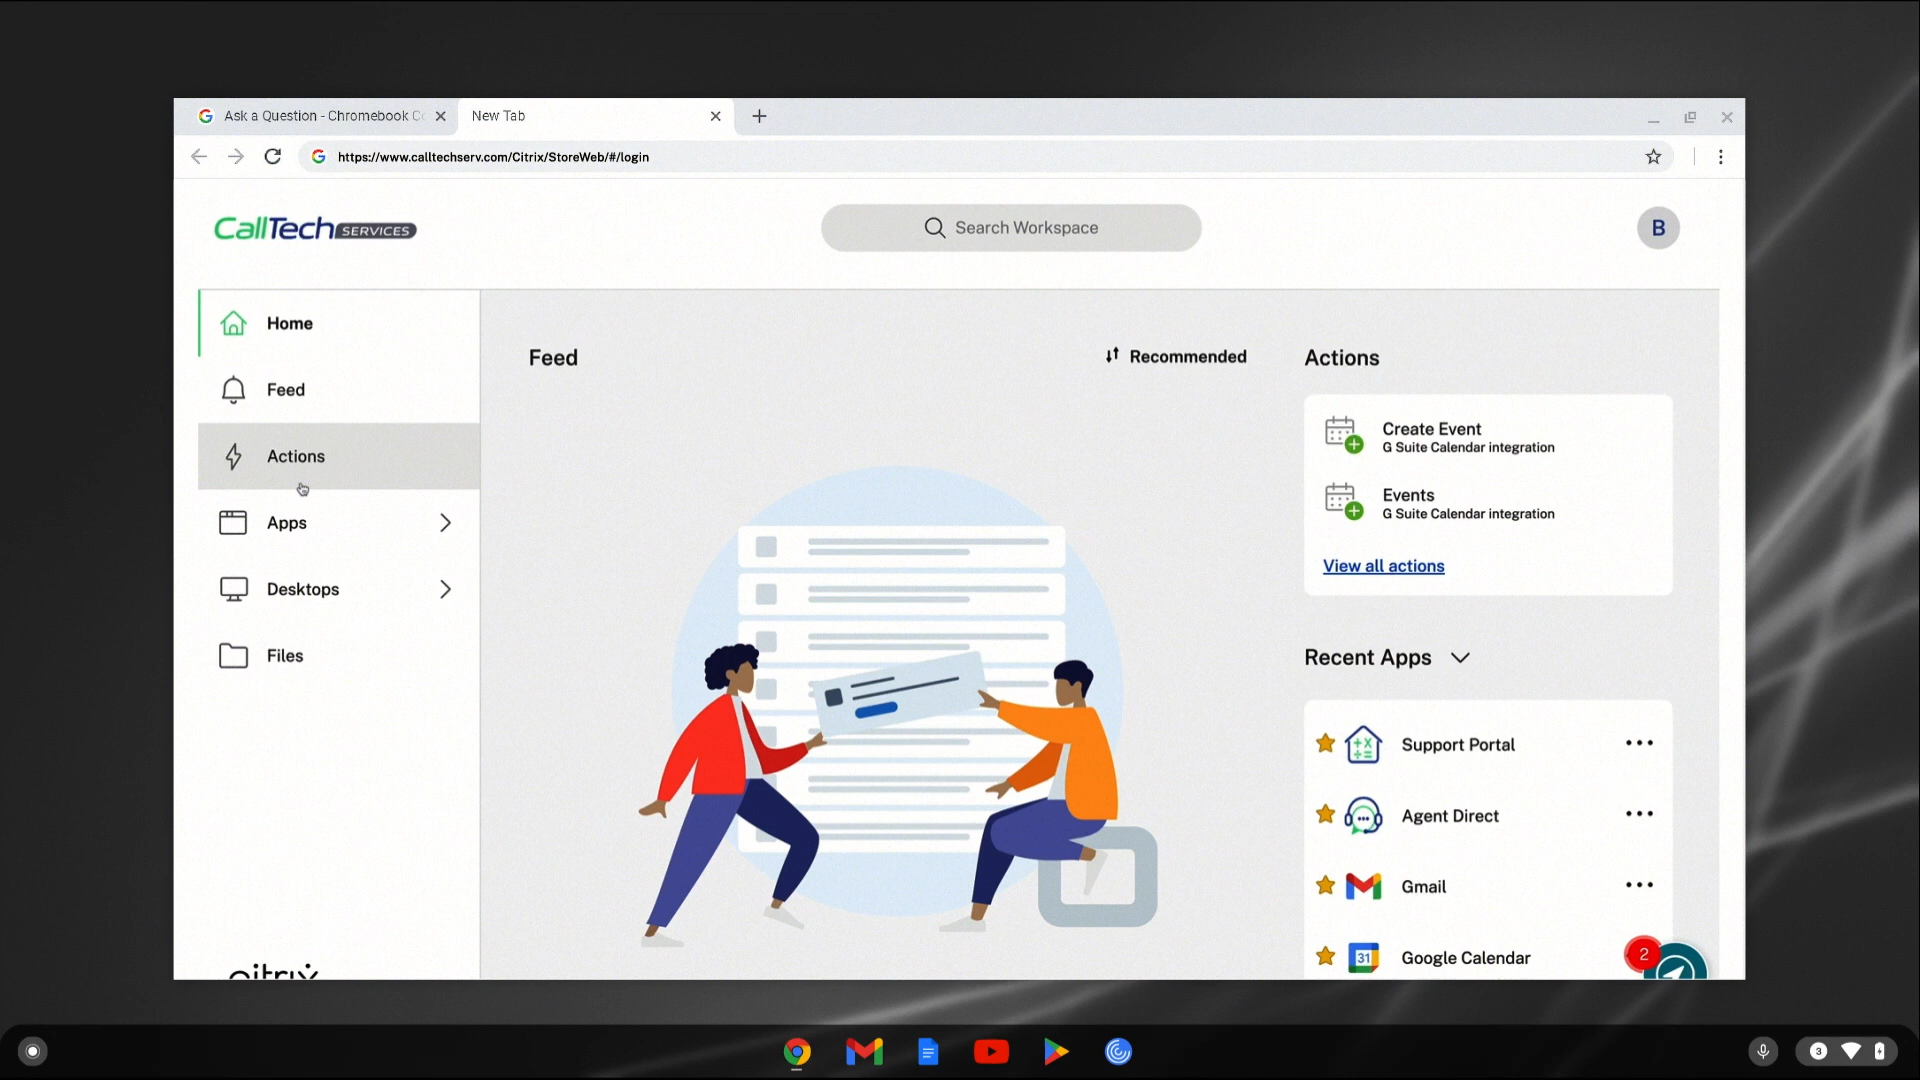 Ask a Question - Chromebook Co
New Tab
https://www.calltechserv.com/Citrix/StoreWeb/#/login
CallTech SERVICES
Search Workspace
B
Home
Feed
Actions
Apps
Desktops
Files
citrix
Feed
Recommended
Actions
Create Event
G Suite Calendar integration
Events
G Suite Calendar integration
View all actions
Recent Apps
Support Portal
Agent Direct
Gmail
31
Google Calendar
2
3